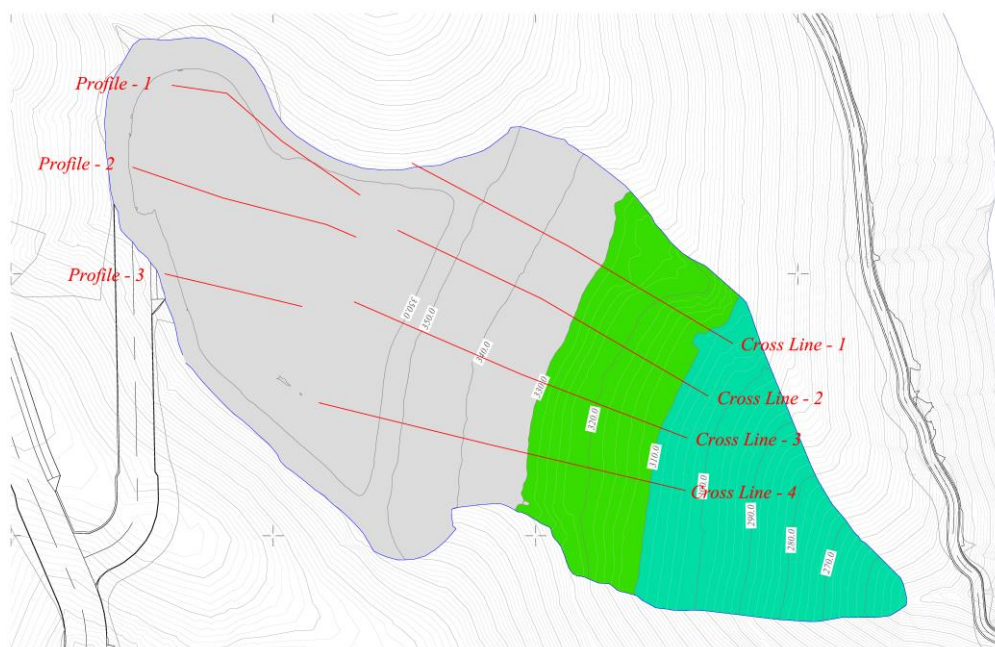 Profile - 1
Profile - 2
Profile - 3
350.0
350.0
340.0
330.0
320.0
310.0
290.0
280.0
270.0
Cross Line - 1
Cross Line - 2
Cross Line - 3
Cross Line - 4